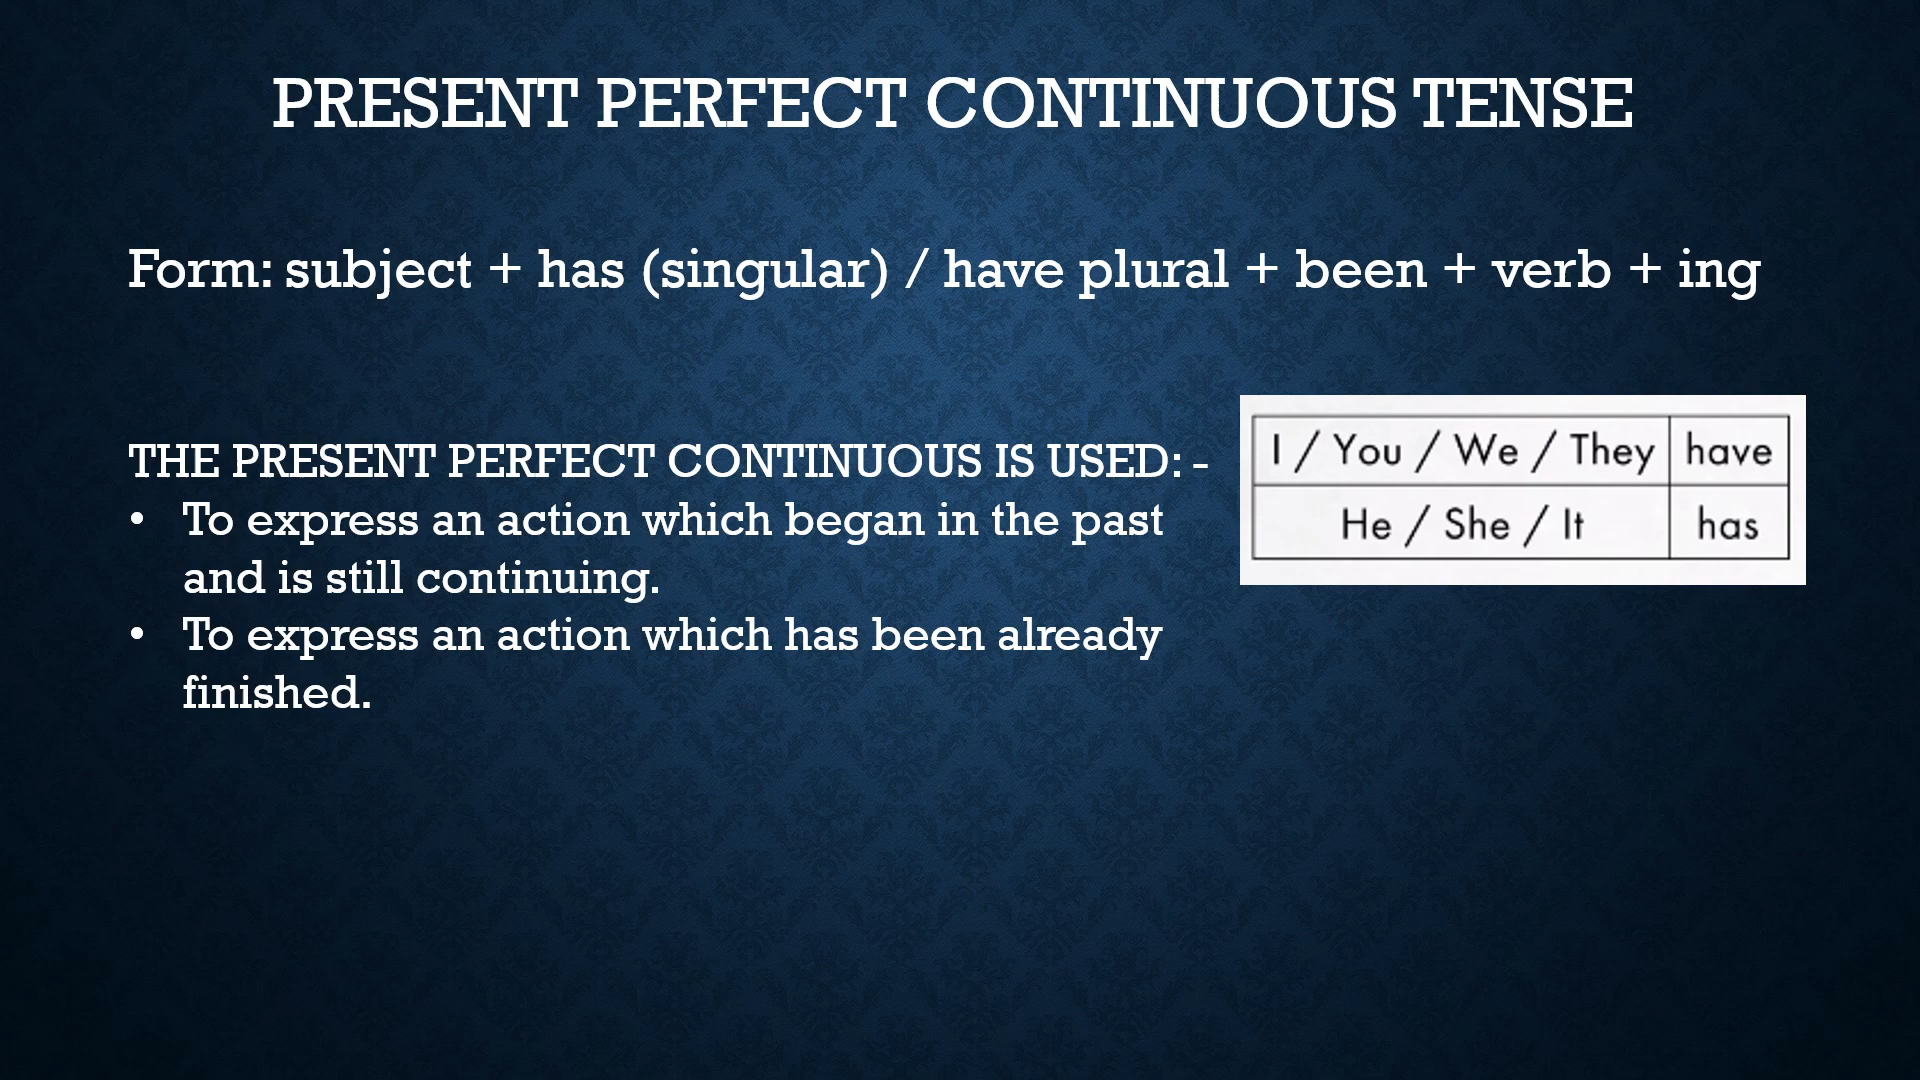 PRESENT PERFECT CONTINUOUS TENSE
Form: subject + has (singular) / have plural + been + verb + ing
THE PRESENT PERFECT CONTINUOUS IS USED: -
• To express an action which began in the past
and is still continuing.
• To express an action which has been already
finished.
I / You / We / They have
He / She / It has